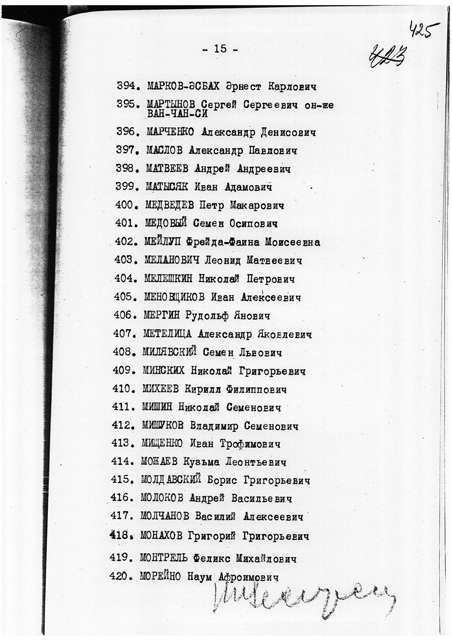 425
423
- 15 -
394. МАРКОВ-ЭСБАХ Эрнест Карлович
395. МАРТЫНОВ Сергей Сергеевич он-же
ВАН-ЧАН-СИ
396. МАРЧЕНКО Александр Денисович
397. МАСЛОВ Александр Павлович
398. МАТВЕЕВ Андрей Андреевич
399. МАТЫСЯК Иван Адамович
400. МЕДВЕДЕВ Петр Макарович
401. МЕДОВЫЙ Семен Осипович
402. МЕЙЛУП Фрейда-Фаина Моисеевна
403. МЕЛАНОВИЧ Леонид Матвеевич
404. МЕЛЕШКИН Николай Петрович
405. МЕНОВЩИКОВ Иван Алексеевич
406. МЕРГИН Рудольф Янович
407. МЕТЕЛИЦА Александр Яковлевич
408. МИЛЯВСКИЙ Семен Львович
409. МИНСКИХ Николай Григорьевич
410. МИХЕЕВ Кирилл Филиппович
411. МИШИН Николай Семенович
412. МИШУКОВ Владимир Семенович
413. МИЩЕНКО Иван Трофимович
414. МОЖАЕВ Кузьма Леонтьевич
415. МОЛДАВСКИЙ Борис Григорьевич
416. МОЛОКОВ Андрей Васильевич
417. МОЛЧАНОВ Василий Алексеевич
418. МОНАХОВ Григорий Григорьевич
419. МОНТРЕЛЬ Феликс Михайлович
420. МОРЕЙНО Наум Афроимович